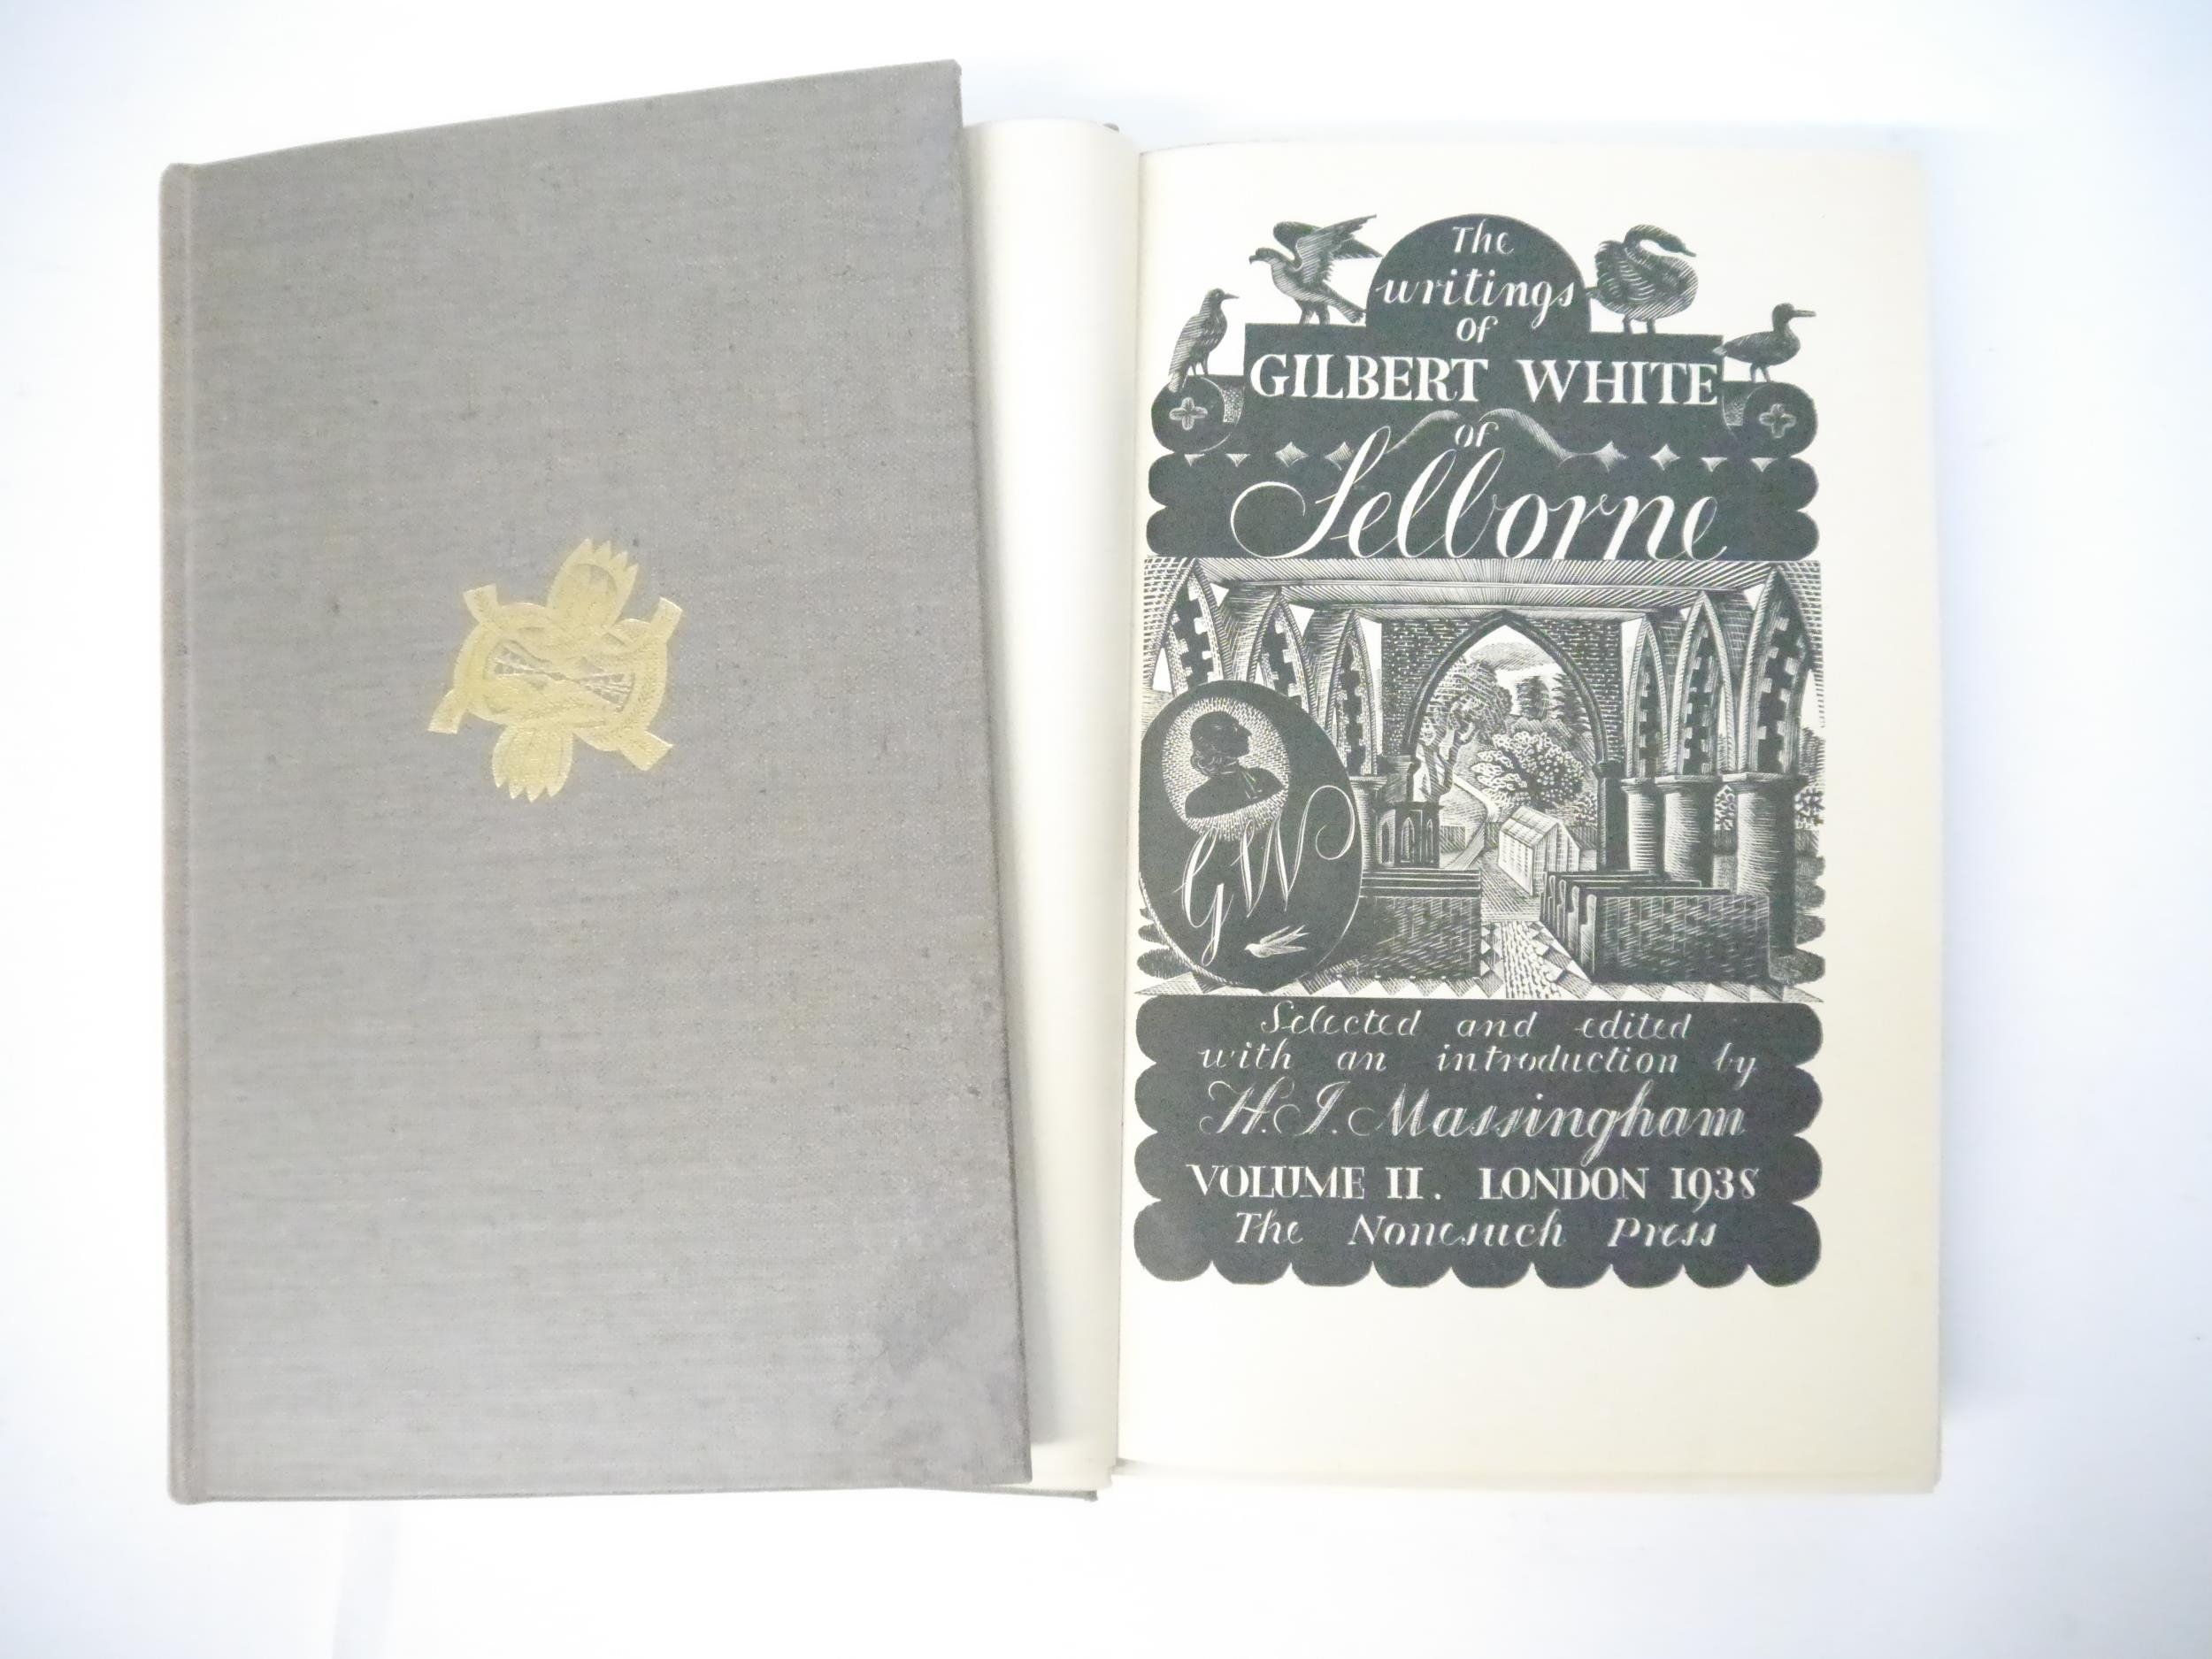 The
writings
of
GILBERT WHITE
of
Selborne
GW
Selected and edited
with an introduction by
H. J. Massingham
VOLUME II. LONDON 1938
The Nonesuch Press